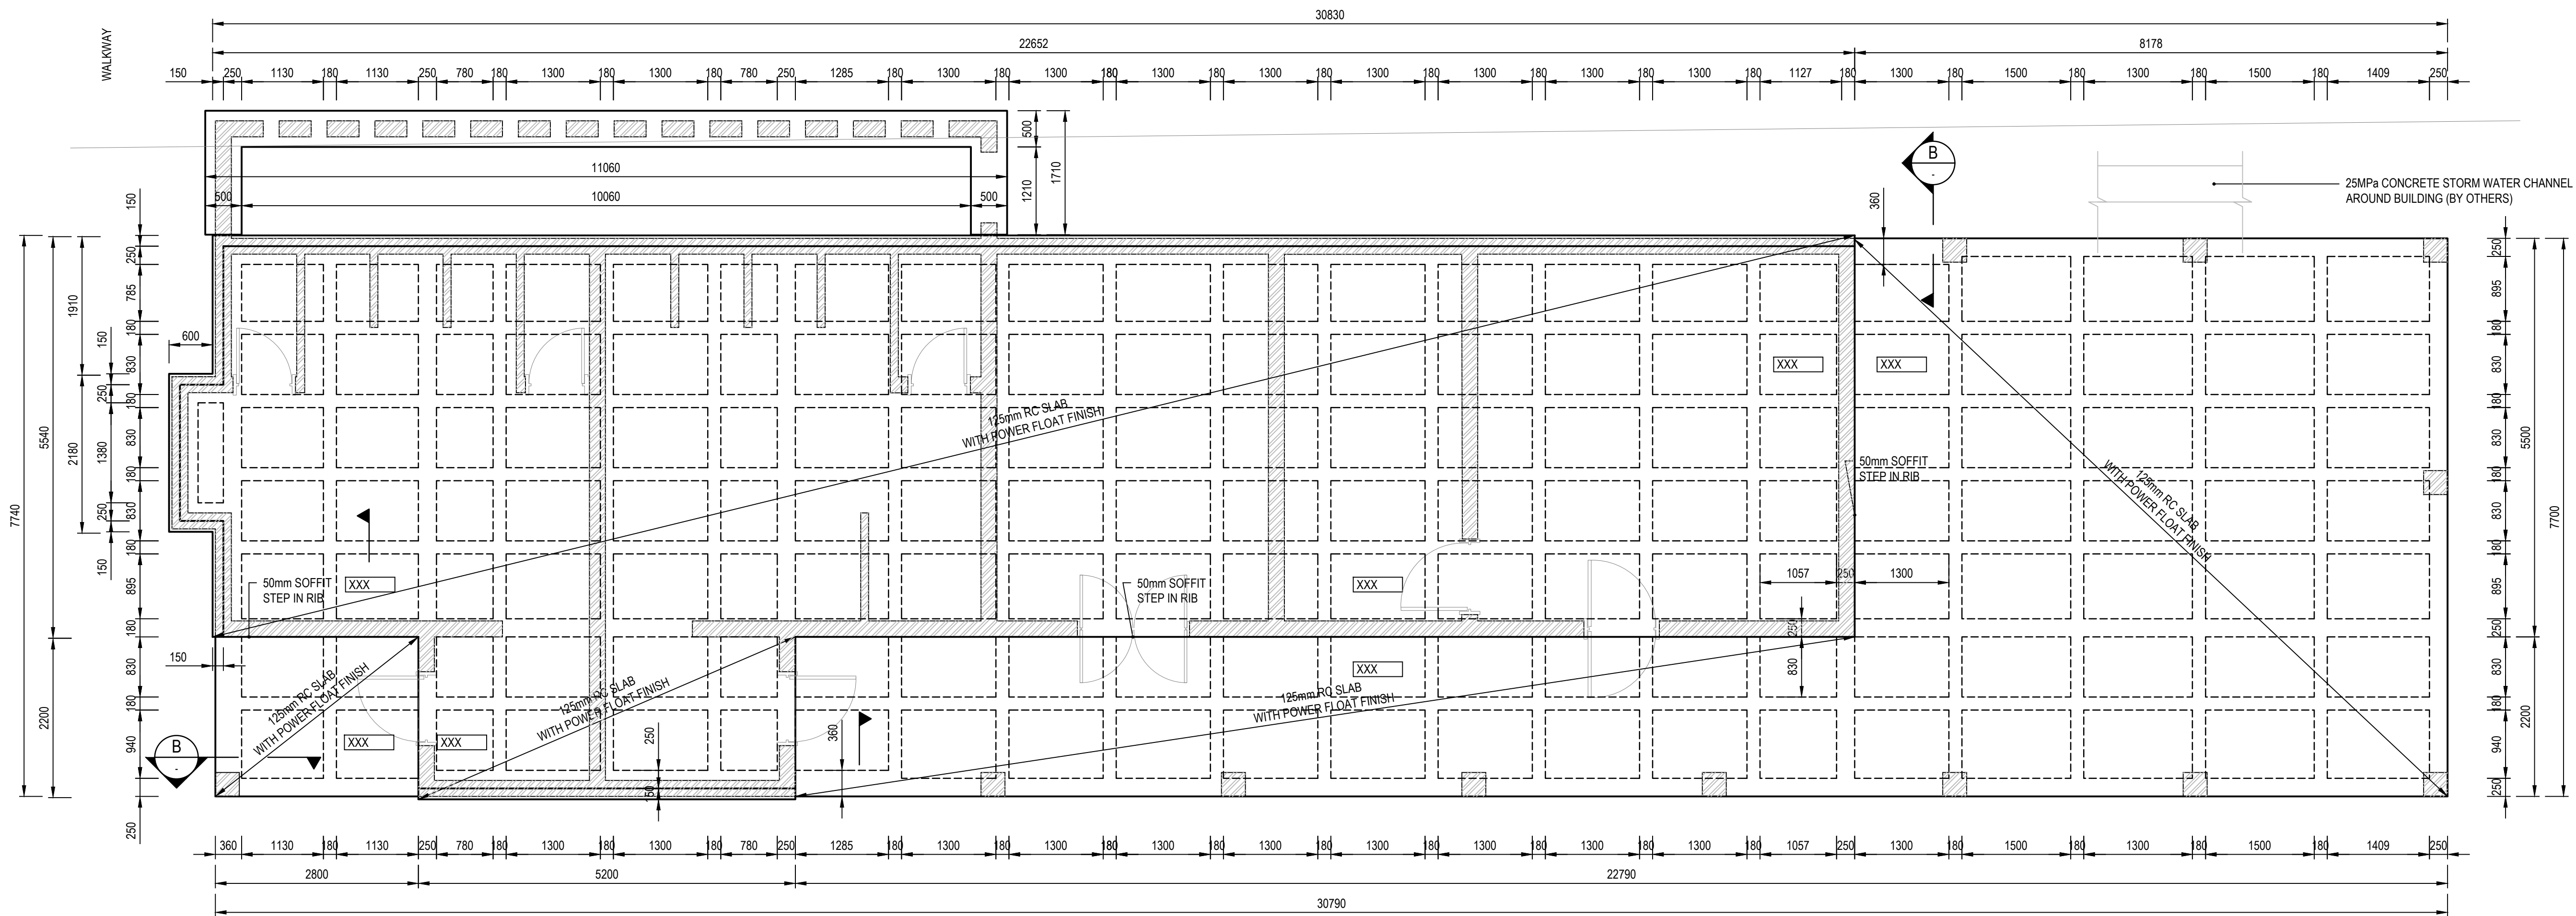 30830
22652 8178
WALKWAY
150 250 1130 180 1130 250 780 180 1300 180 1300 180 780 250 1285 180 1300 180 1300 180 1300 180 1300 180 1300 180 1300 180 1300 180 1300 180 1127 180 1300 180 1500 180 1300 180 1500 180 1409 250
500
1710
1210
11060
500 10060 500
B
-
25MPa CONCRETE STORM WATER CHANNEL
AROUND BUILDING (BY OTHERS)
360
7740
5540
2200
1910
2180
600
150
250
785
180
150
830
250
180
830
1380
180
830
250
180
150
895
180
830
180
940
250
XXX
XXX
125mm RC SLAB
WITH POWER FLOAT FINISH
50mm SOFFIT
STEP IN RIB
125mm RC SLAB
WITH POWER FLOAT FINISH
50mm SOFFIT
STEP IN RIB
XXX
50mm SOFFIT
STEP IN RIB
XXX
1057 250 1300
250
830
150
125mm RC SLAB
WITH POWER FLOAT FINISH
125mm RC SLAB
WITH POWER FLOAT FINISH
XXX
125mm RC SLAB
WITH POWER FLOAT FINISH
B
-
XXX
XXX
250
150
360
250
895
180
830
180
830
180
830
180
895
250
830
180
940
250
5500
2200
7700
360 1130 180 1130 250 780 180 1300 180 1300 180 780 250 1285 180 1300 180 1300 180 1300 180 1300 180 1300 180 1300 180 1300 180 1300 180 1057 250 1300 180 1500 180 1300 180 1500 180 1409 250
2800 5200 22790
30790